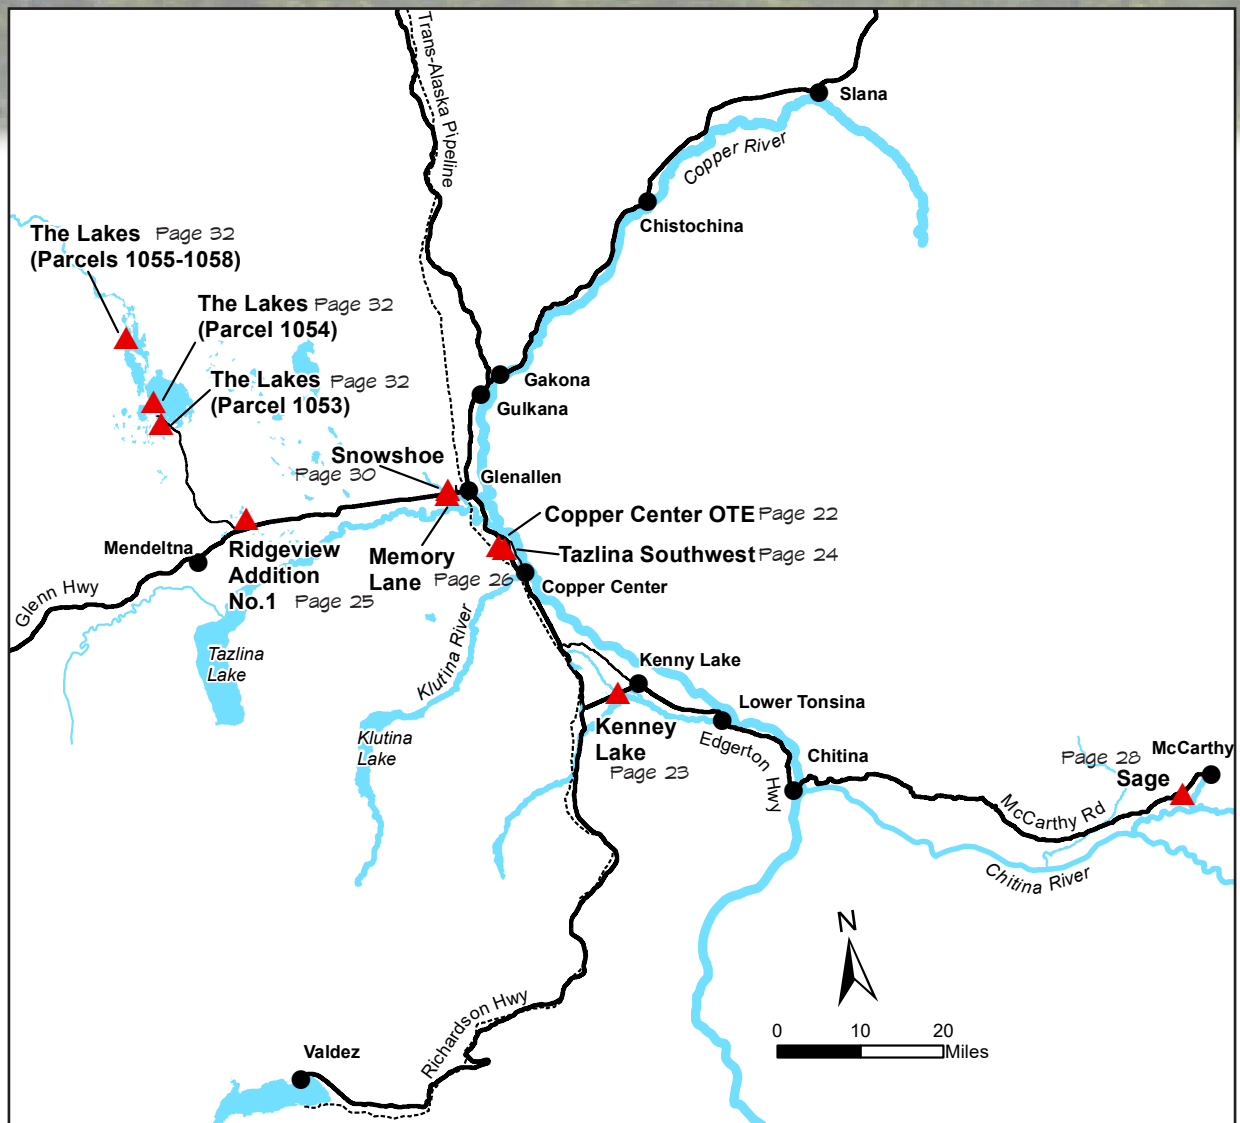 Trans-Alaska Pipeline
Slana
Copper River
Chistochina
The Lakes Page 32
(Parcels 1055-1058)
The Lakes Page 32
(Parcel 1054)
The Lakes Page 32
(Parcel 1053)
Gakona
Gulkana
Snowshoe
Page 30
Glenallen
Copper Center OTE Page 22
Tazlina Southwest Page 24
Mendeltna
Ridgeview
Addition
No.1 Page 25
Memory
Lane Page 26
Copper Center
Glenn Hwy
Tazlina
Lake
Klutina River
Kenny Lake
Lower Tonsina
Kenney
Lake
Page 23
Edgerton Hwy
Chitina
Klutina
Lake
Page 28
McCarthy
Sage
McCarthy Rd
Chitina River
N
Richardson Hwy
0 10 20
Miles
Valdez